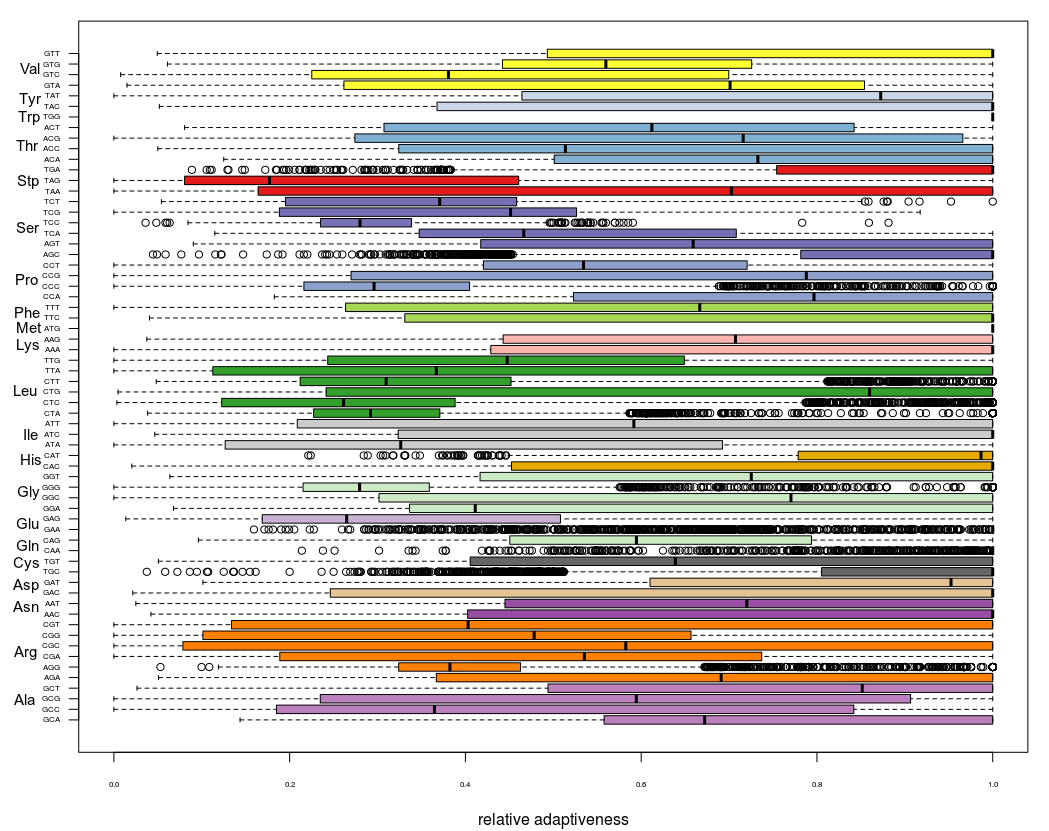 GTT
GTG
Val
GTC
GTA
TAT
Tyr
TAC
Trp
TGG
ACT
ACG
Thr
ACC
ACA
TGA
Stp
TAG
TAA
TCT
TCG
TCC
Ser
TCA
AGT
AGC
CCT
CCG
Pro
CCC
CCA
TTT
Phe
TTC
Met
ATG
AAG
Lys
AAA
TTG
TTA
CTT
Leu
CTG
CTC
CTA
ATT
Ile
ATC
ATA
CAT
His
CAC
GGT
GGG
Gly
GGC
GGA
GAG
Glu
GAA
CAG
Gln
CAA
Cys
TGT
TGC
GAT
Asp
GAC
AAT
Asn
AAC
CGT
CGG
CGC
Arg
CGA
AGG
AGA
GCT
GCG
Ala
GCC
GCA
0.0 0.2 0.4 0.6 0.8 1.0
relative adaptiveness